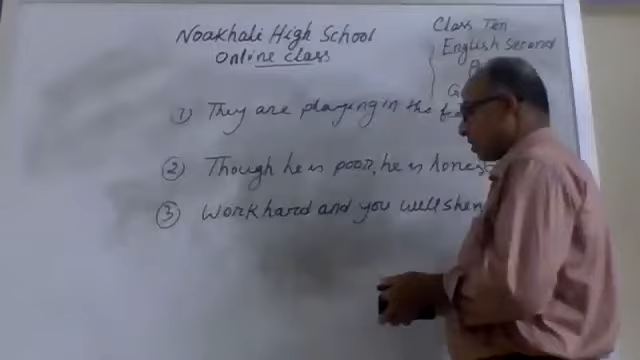 Noakhali High School
Online class
Class Ten
English Second
1) They are playing in the
2) Though he is poor, he is hones
3) Work hard and you will